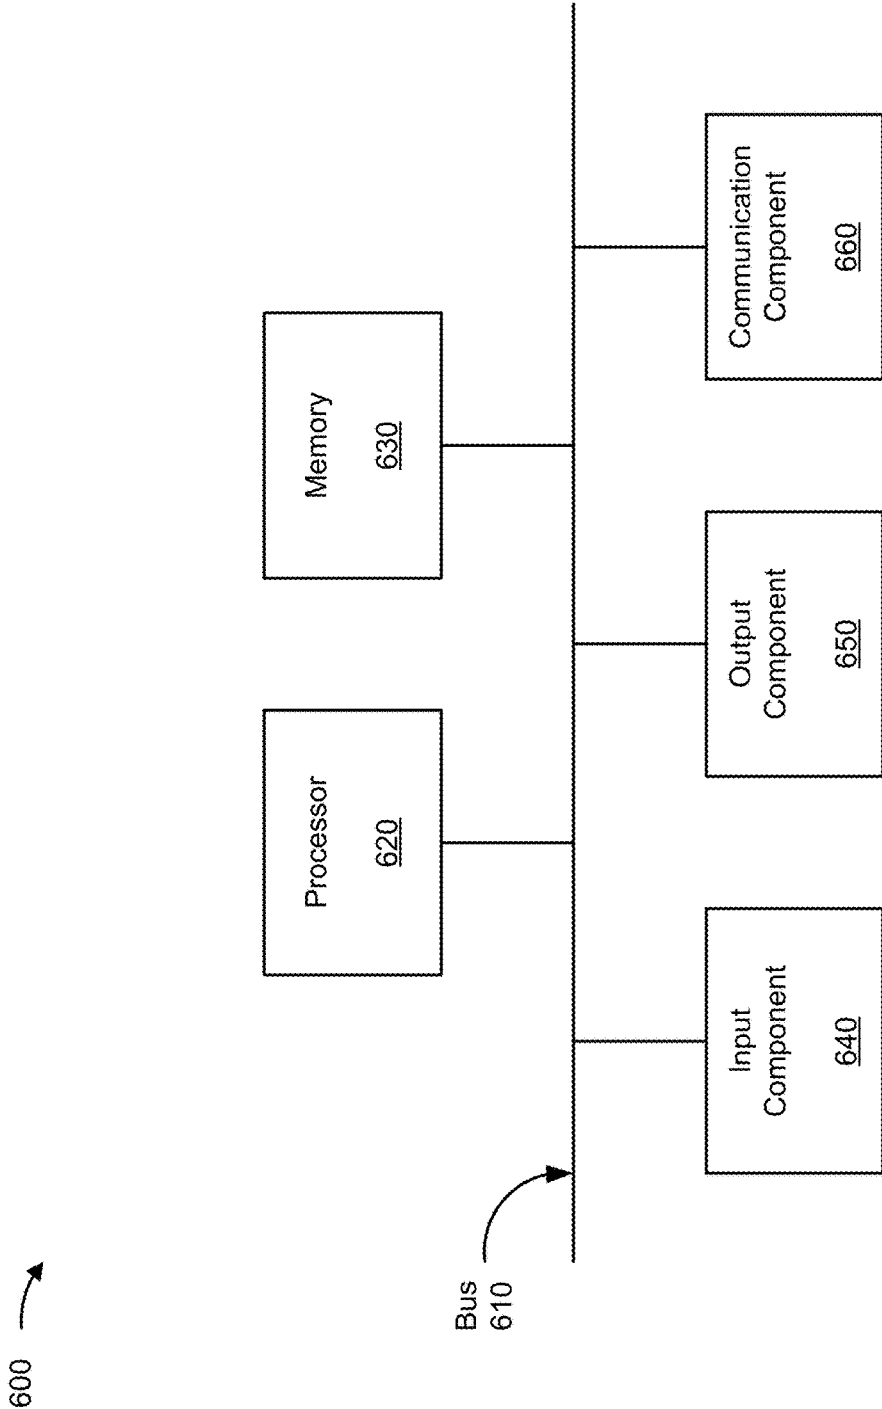 600
Processor
620
Memory
630
Bus
610
Input
Component
640
Output
Component
650
Communication
Component
660